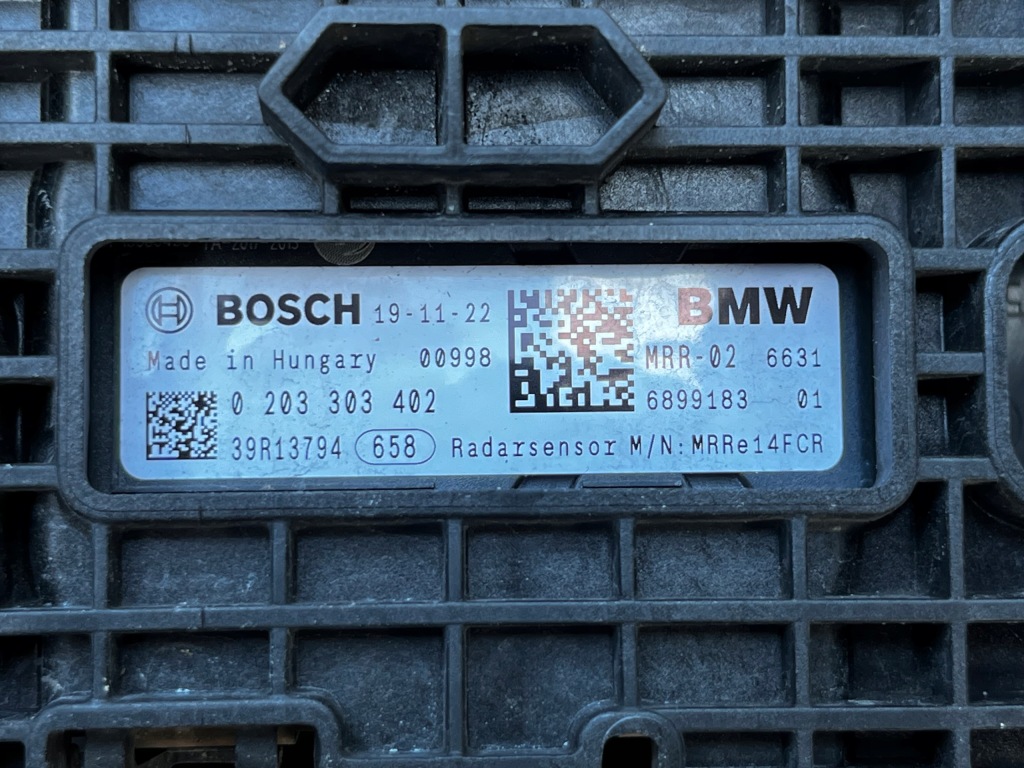 BOSCH 19-11-22 BMW
Made in Hungary 00998 MRR-02 6631
0 203 303 402 6899183 01
39R13794 658 Radarsensor M/N: MRRe14FCR